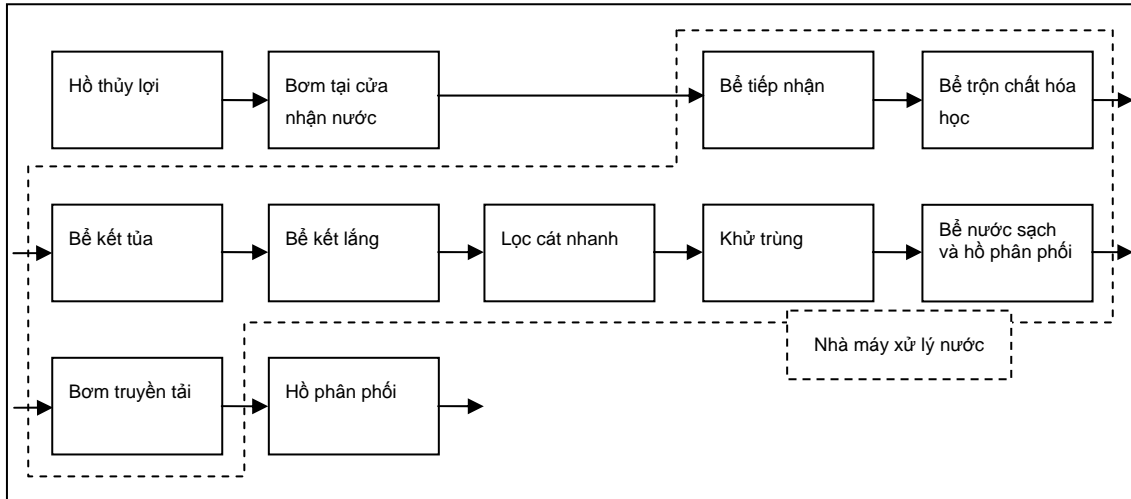 Hồ thủy lợi
Bơm tại cửa
nhận nước
Bể tiếp nhận
Bể trộn chất hóa
học
Bể kết tủa
Bể kết lắng
Lọc cát nhanh
Khử trùng
Bể nước sạch
và hồ phân phối
Nhà máy xử lý nước
Bơm truyền tải
Hồ phân phối